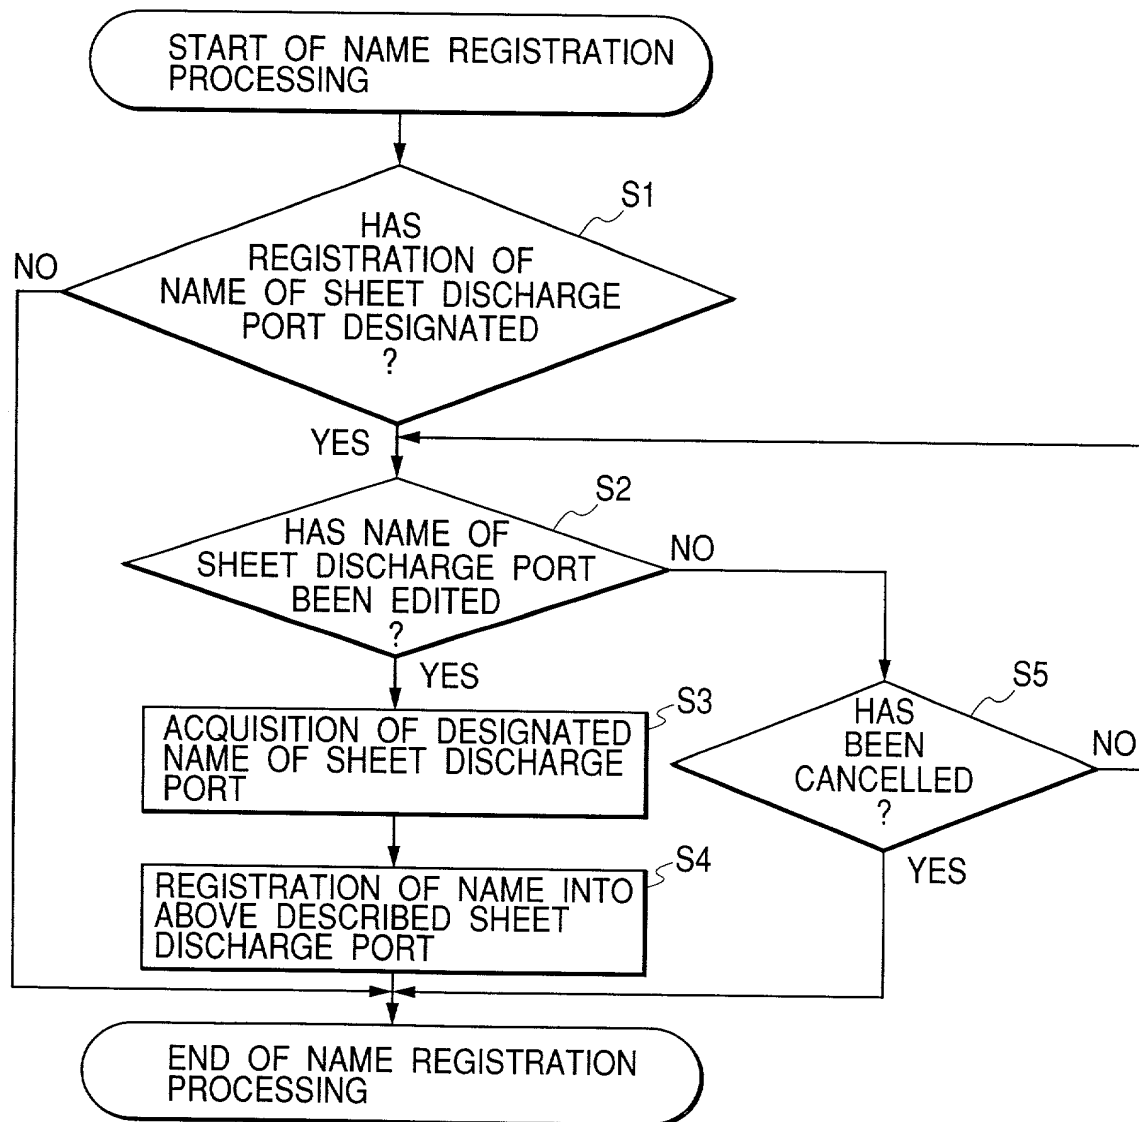 START OF NAME REGISTRATION
PROCESSING
S1
HAS
REGISTRATION OF
NAME OF SHEET DISCHARGE
PORT DESIGNATED
?
NO
YES
S2
HAS NAME OF
SHEET DISCHARGE PORT
BEEN EDITED
?
NO
YES
S3
ACQUISITION OF DESIGNATED
NAME OF SHEET DISCHARGE
PORT
S5
HAS
BEEN
CANCELLED
?
NO
YES
S4
REGISTRATION OF NAME INTO
ABOVE DESCRIBED SHEET
DISCHARGE PORT
END OF NAME REGISTRATION
PROCESSING